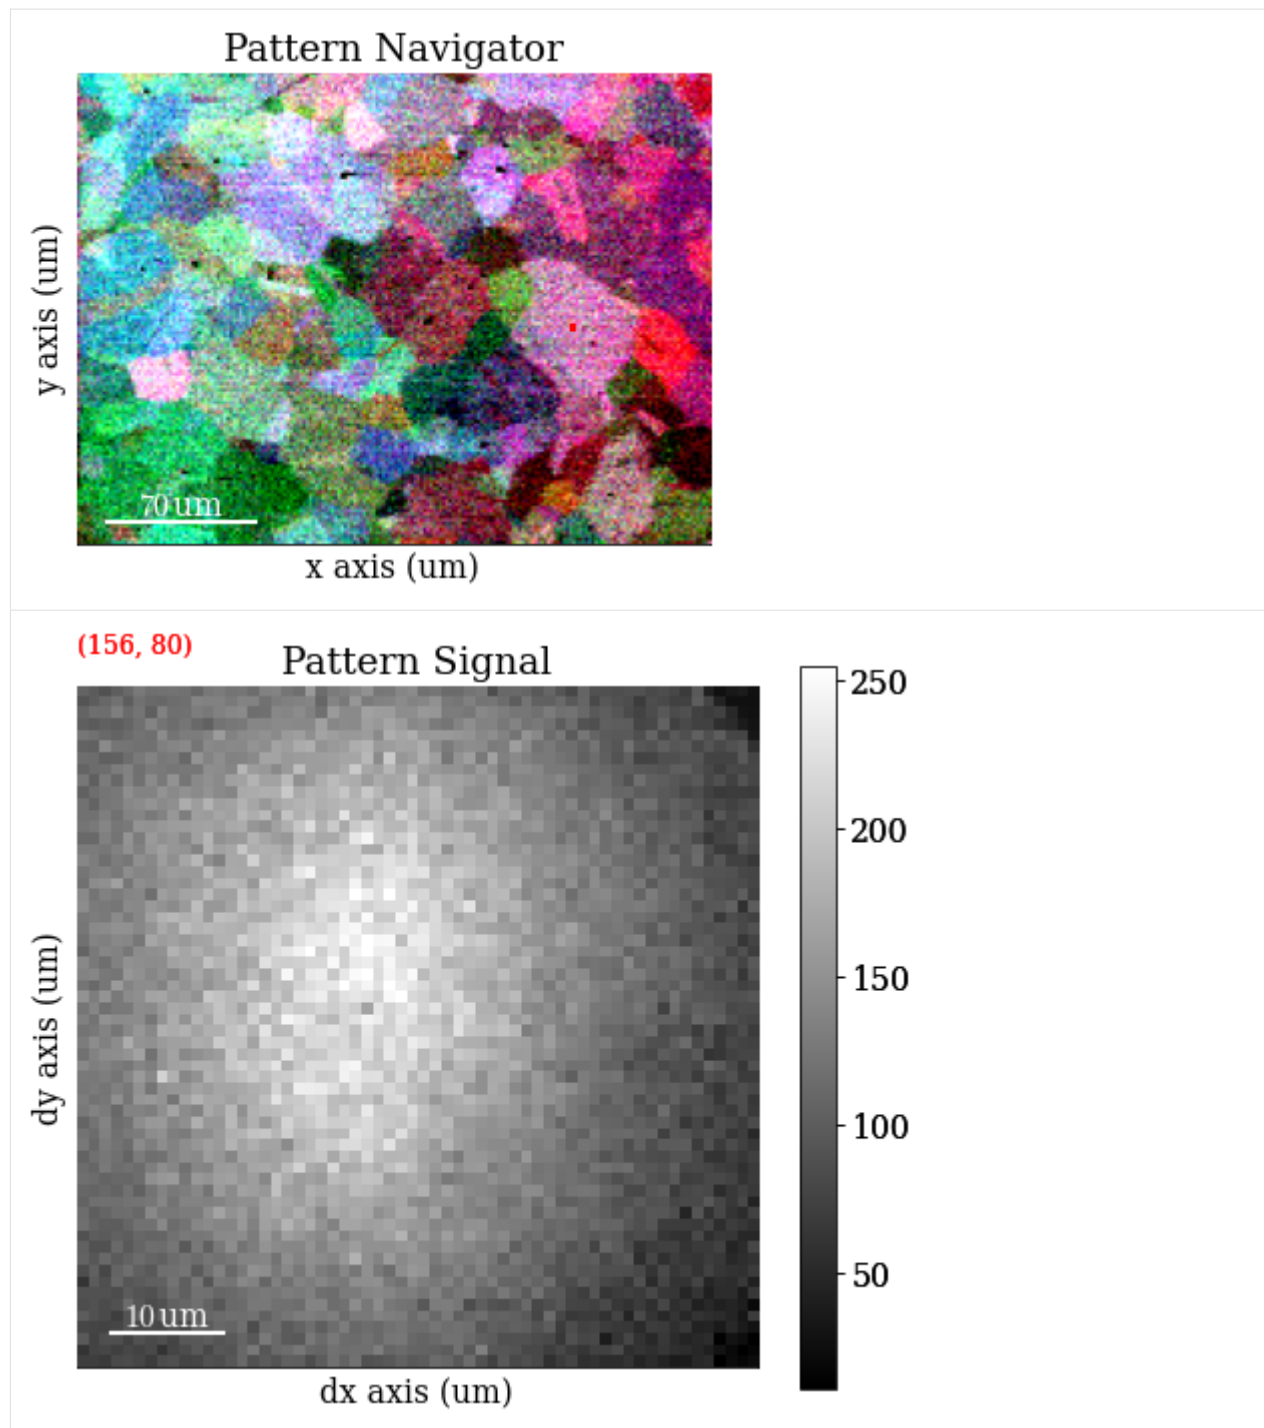 Pattern Navigator
y axis (um)
70 um
x axis (um)
(156, 80)
Pattern Signal
250
200
150
100
50
dy axis (um)
10 um
dx axis (um)